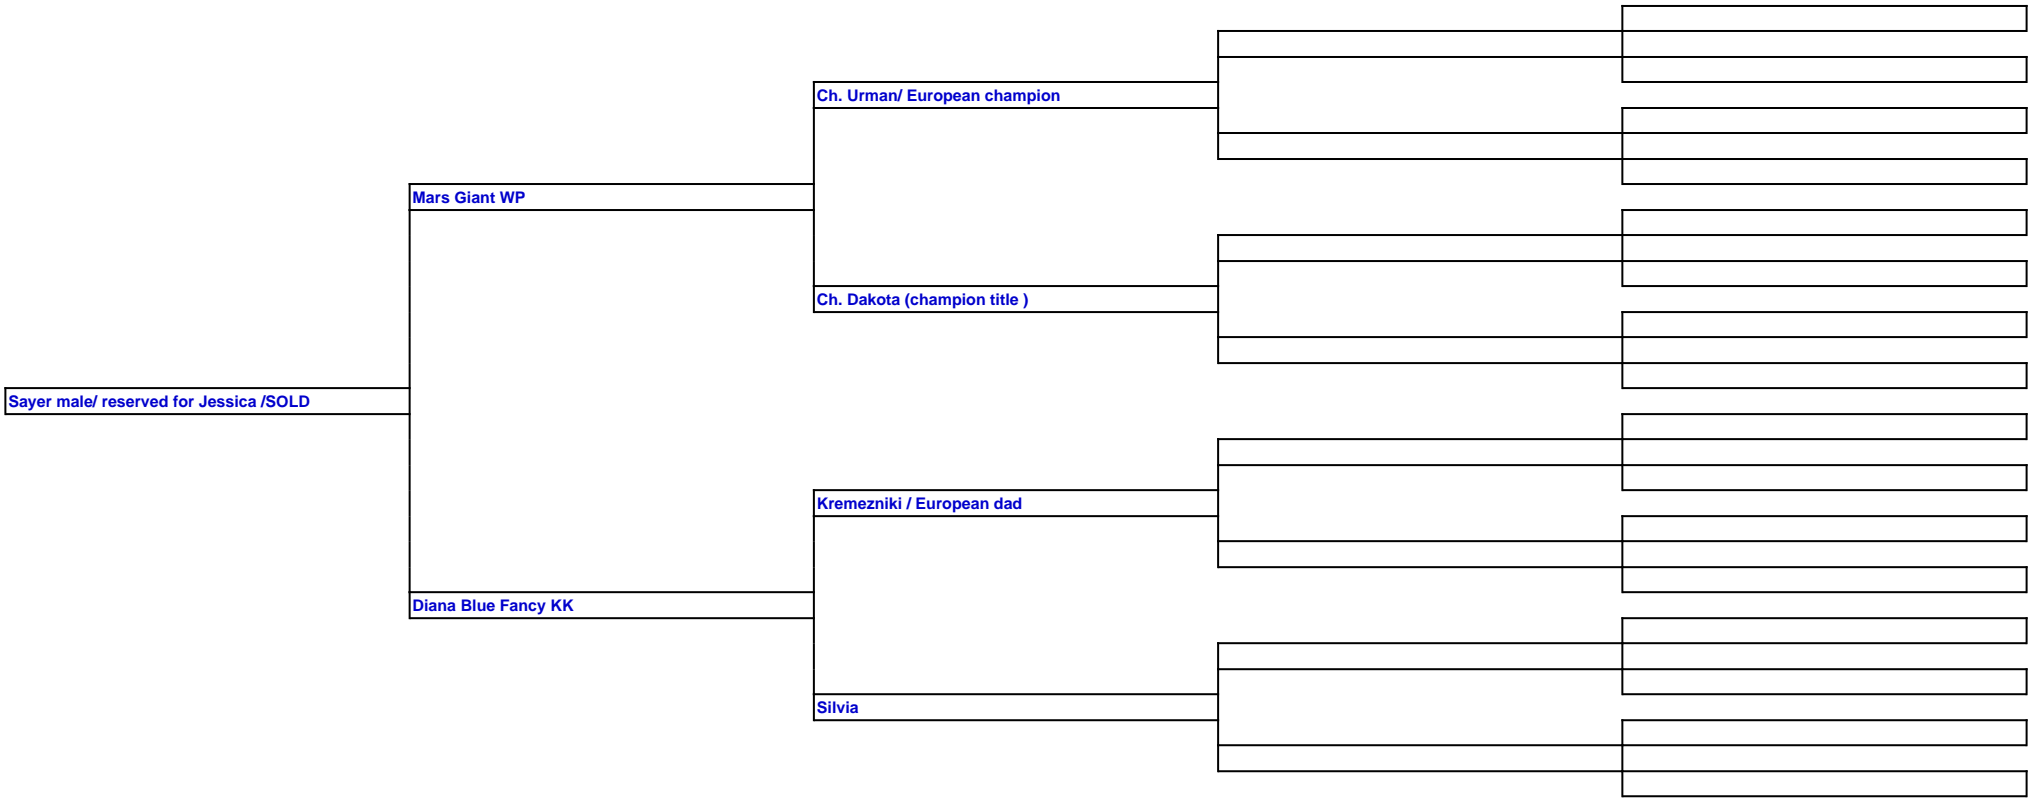 Ch. Urman/ European champion
Mars Giant WP
Ch. Dakota (champion title )
Sayer male/ reserved for Jessica /SOLD
Kremezniki / European dad
Diana Blue Fancy KK
Silvia